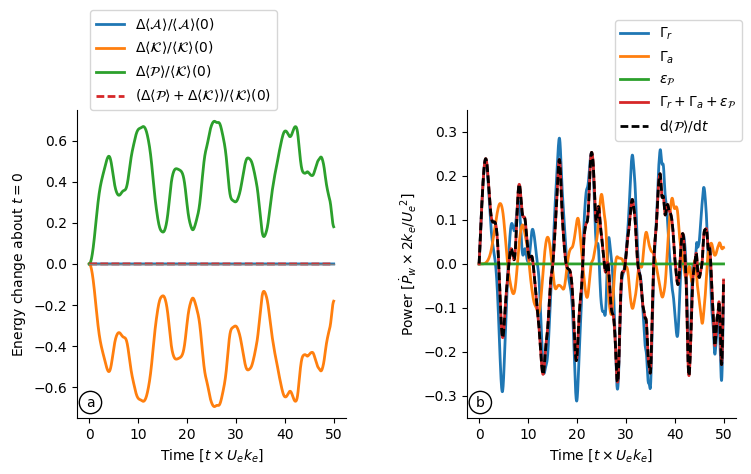 Δ⟨𝒜⟩/⟨𝒜⟩(0)
Δ⟨𝒦⟩/⟨𝒦⟩(0)
Δ⟨𝒫⟩/⟨𝒦⟩(0)
(Δ⟨𝒫⟩ + Δ⟨𝒦⟩)/⟨𝒦⟩(0)
Energy change about t = 0
0.6
0.4
0.2
0.0
−0.2
−0.4
−0.6
a
0 10 20 30 40 50
Time [t × U_e k_e]
Γ_r
Γ_a
ε_𝒫
Γ_r + Γ_a + ε_𝒫
d⟨𝒫⟩/dt
Power [Ṗ_w × 2k_e/U_e²]
0.3
0.2
0.1
0.0
−0.1
−0.2
−0.3
b
0 10 20 30 40 50
Time [t × U_e k_e]